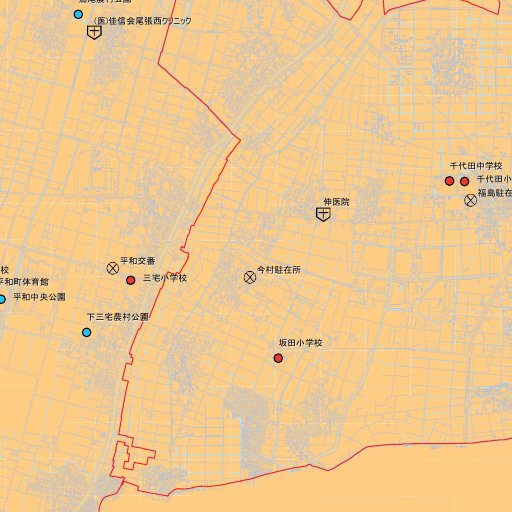 (医)佳信会尾張西クリニック
千代田中学校
千代田小
福島駐在
伸医院
平和交番
今村駐在所
校
三宅小学校
平和町体育館
平和中央公園
下三宅農村公園
坂田小学校